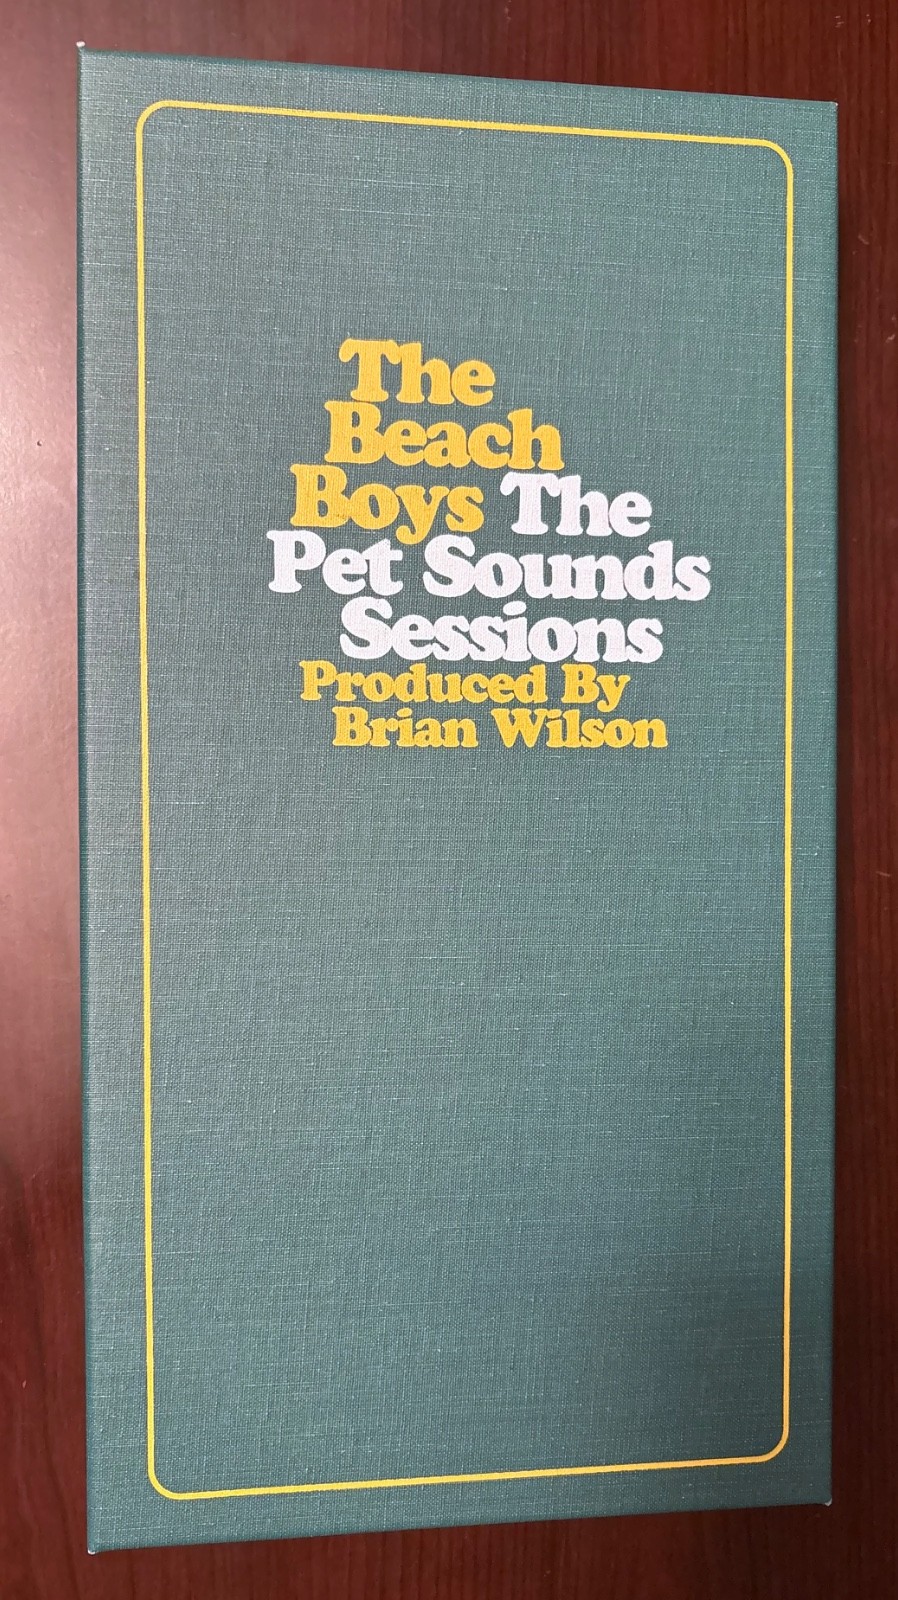 The
Beach
Boys The
Pet Sounds
Sessions
Produced By
Brian Wilson